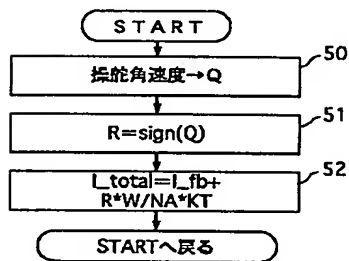 START
50
操舵角速度→Q
51
R=sign(Q)
52
I_total=I_fb+
R*W/NA*KT
STARTへ戻る